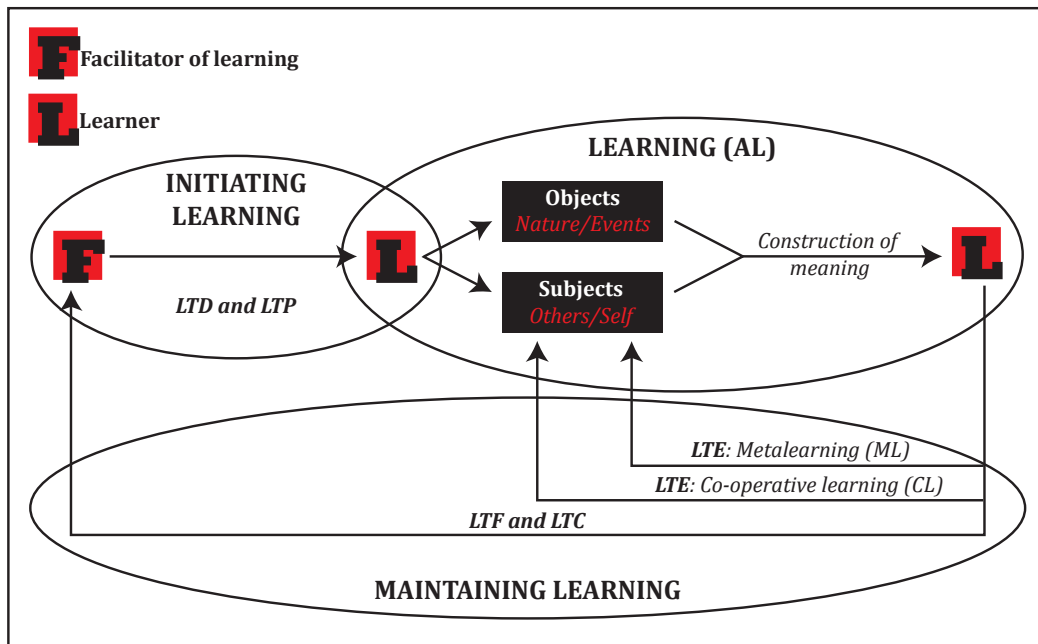 F Facilitator of learning
L Learner
LEARNING (AL)
INITIATING
LEARNING
Objects
Nature/Events
F
L
Construction of
meaning
L
LTD and LTP
Subjects
Others/Self
LTE: Metalearning (ML)
LTE: Co-operative learning (CL)
LTF and LTC
MAINTAINING LEARNING